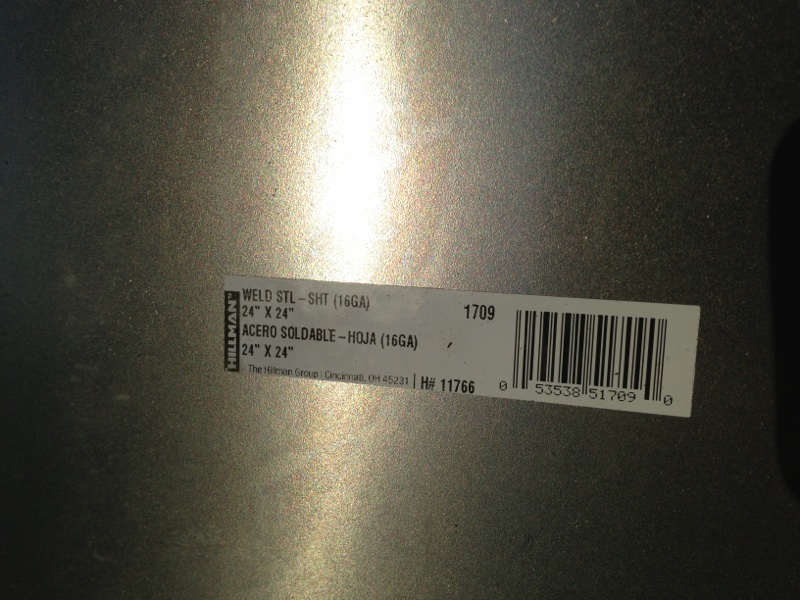 HILLMAN™
WELD STL – SHT (16GA)
24" X 24"
1709
ACERO SOLDABLE – HOJA (16GA)
24" X 24"
The Hillman Group | Cincinnati, OH 45231 | H# 11766
0 53538 51709 0